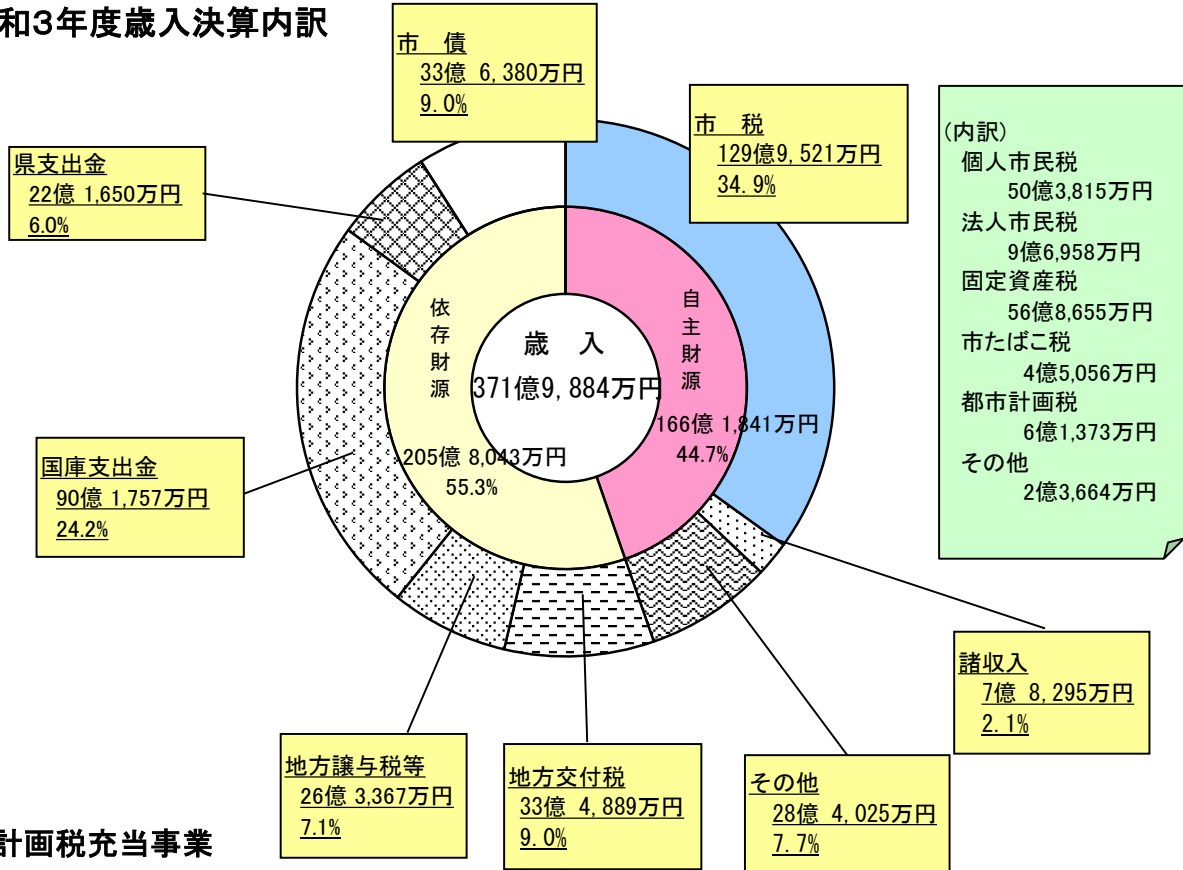 和3年度歳入決算内訳
市　債
33億 6,380万円
9.0%
市　税
129億9,521万円
34.9%
(内訳)
個人市民税
50億3,815万円
法人市民税
9億6,958万円
固定資産税
56億8,655万円
市たばこ税
4億5,056万円
都市計画税
6億1,373万円
その他
2億3,664万円
県支出金
22億 1,650万円
6.0%
依存財源
205億 8,043万円
55.3%
歳　入
371億9,884万円
自主財源
166億 1,841万円
44.7%
国庫支出金
90億 1,757万円
24.2%
諸収入
7億 8,295万円
2.1%
地方譲与税等
26億 3,367万円
7.1%
地方交付税
33億 4,889万円
9.0%
その他
28億 4,025万円
7.7%
計画税充当事業